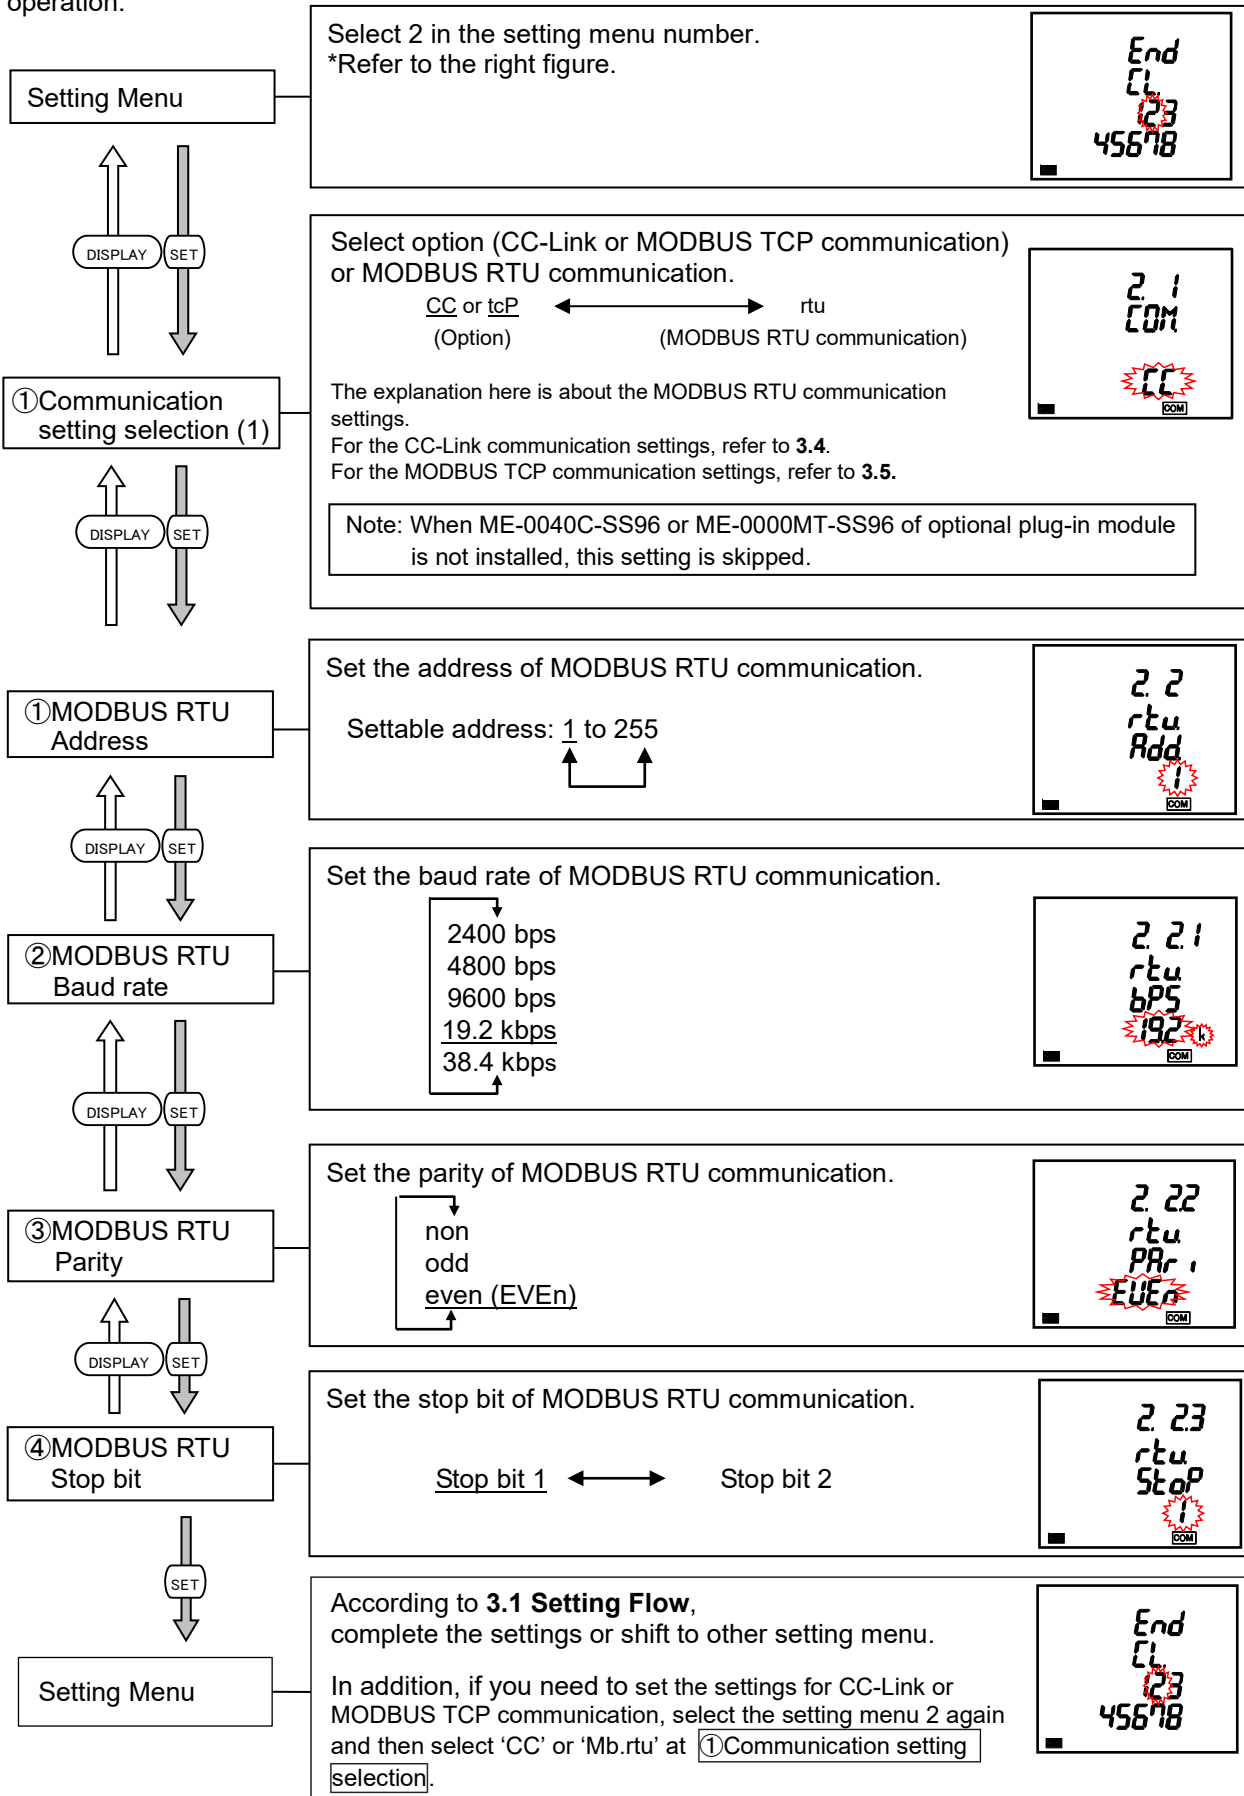 operation.
Setting Menu
Select 2 in the setting menu number.
*Refer to the right figure.
End
CL.
123
45678
DISPLAY
SET
①Communication
setting selection (1)
Select option (CC-Link or MODBUS TCP communication)
or MODBUS RTU communication.
CC or tcP
rtu
(Option)
(MODBUS RTU communication)
The explanation here is about the MODBUS RTU communication
settings.
For the CC-Link communication settings, refer to 3.4.
For the MODBUS TCP communication settings, refer to 3.5.
Note: When ME-0040C-SS96 or ME-0000MT-SS96 of optional plug-in module
is not installed, this setting is skipped.
2. 1
COM.
CC
COM
DISPLAY
SET
①MODBUS RTU
Address
Set the address of MODBUS RTU communication.
Settable address: 1 to 255
2. 2
rtu.
Add.
1
COM
DISPLAY
SET
②MODBUS RTU
Baud rate
Set the baud rate of MODBUS RTU communication.
2400 bps
4800 bps
9600 bps
19.2 kbps
38.4 kbps
2. 2.1
rtu.
bPS
19.2 k
COM
DISPLAY
SET
③MODBUS RTU
Parity
Set the parity of MODBUS RTU communication.
non
odd
even (EVEn)
2. 2.2
rtu.
PAri
EVEn
COM
DISPLAY
SET
④MODBUS RTU
Stop bit
Set the stop bit of MODBUS RTU communication.
Stop bit 1
Stop bit 2
2. 2.3
rtu.
StoP
1
COM
SET
Setting Menu
According to 3.1 Setting Flow,
complete the settings or shift to other setting menu.
In addition, if you need to set the settings for CC-Link or
MODBUS TCP communication, select the setting menu 2 again
and then select ‘CC’ or ‘Mb.rtu’ at ①Communication setting
selection.
End
CL.
123
45678